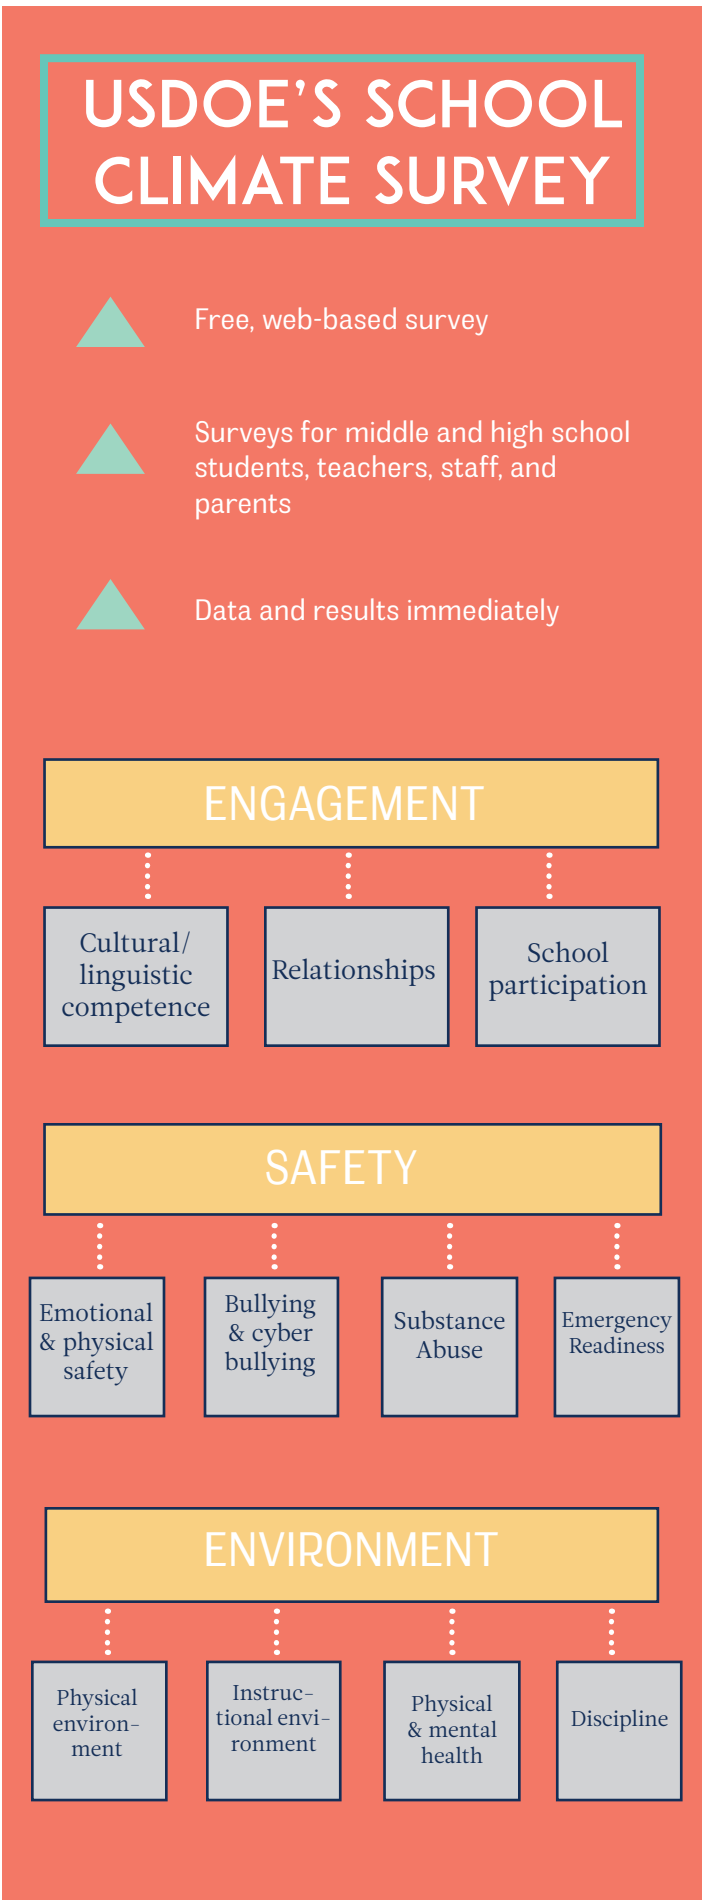 USDOE'S SCHOOL
CLIMATE SURVEY
Free, web-based survey
Surveys for middle and high school
students, teachers, staff, and
parents
Data and results immediately
ENGAGEMENT
Cultural/
linguistic
competence
Relationships
School
participation
SAFETY
Emotional
& physical
safety
Bullying
& cyber
bullying
Substance
Abuse
Emergency
Readiness
ENVIRONMENT
Physical
environ-
ment
Instruc-
tional envi-
ronment
Physical
& mental
health
Discipline